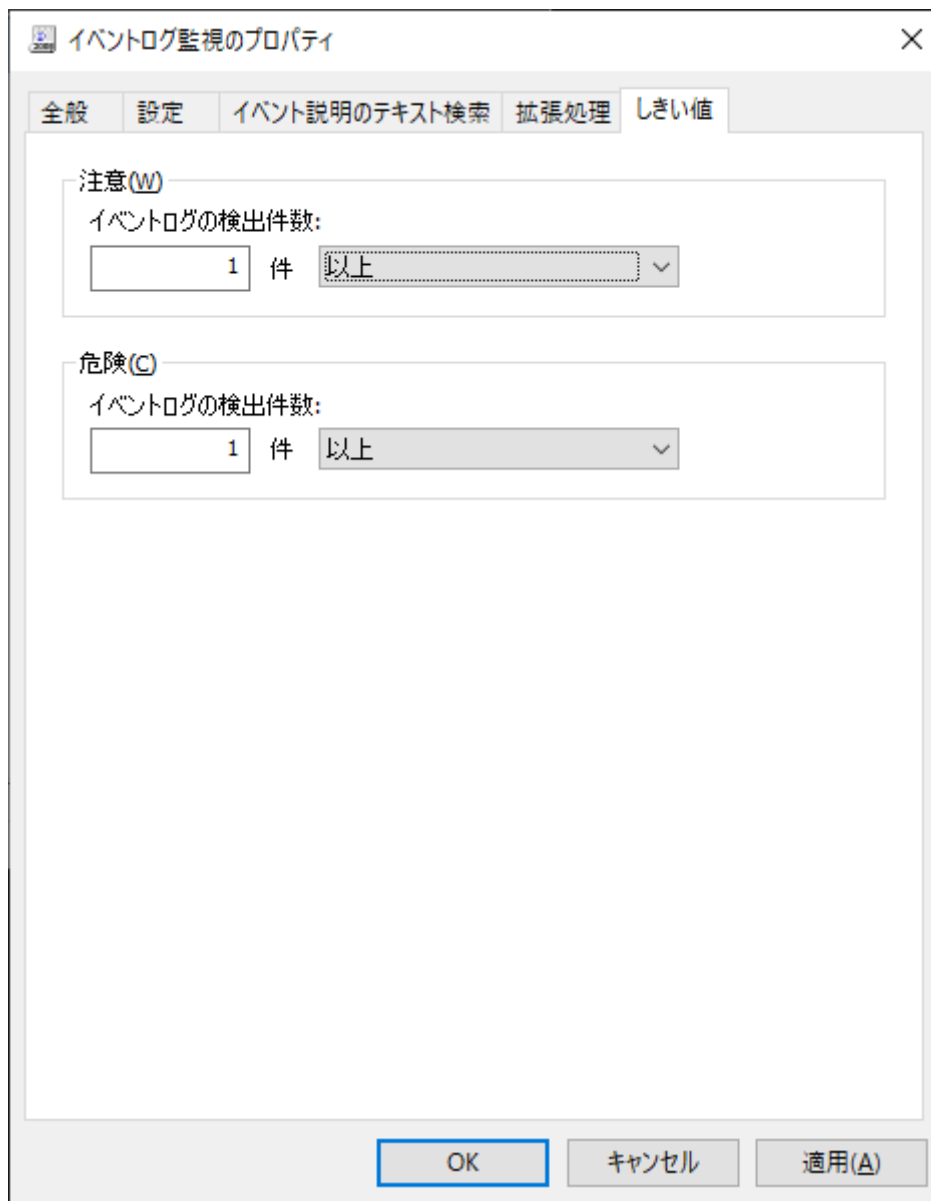 イベントログ監視のプロパティ
全般 設定 イベント説明のテキスト検索 拡張処理 しきい値
注意(W)
イベントログの検出件数:
1 件 以上
危険(C)
イベントログの検出件数:
1 件 以上
OK キャンセル 適用(A)